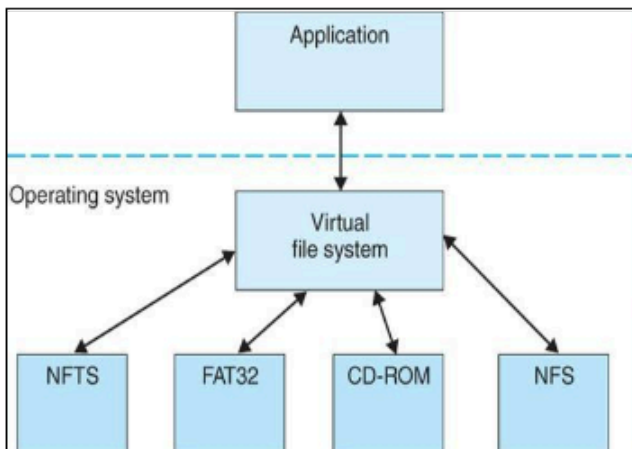 Application
Operating system
Virtual
file system
NFTS
FAT32
CD-ROM
NFS